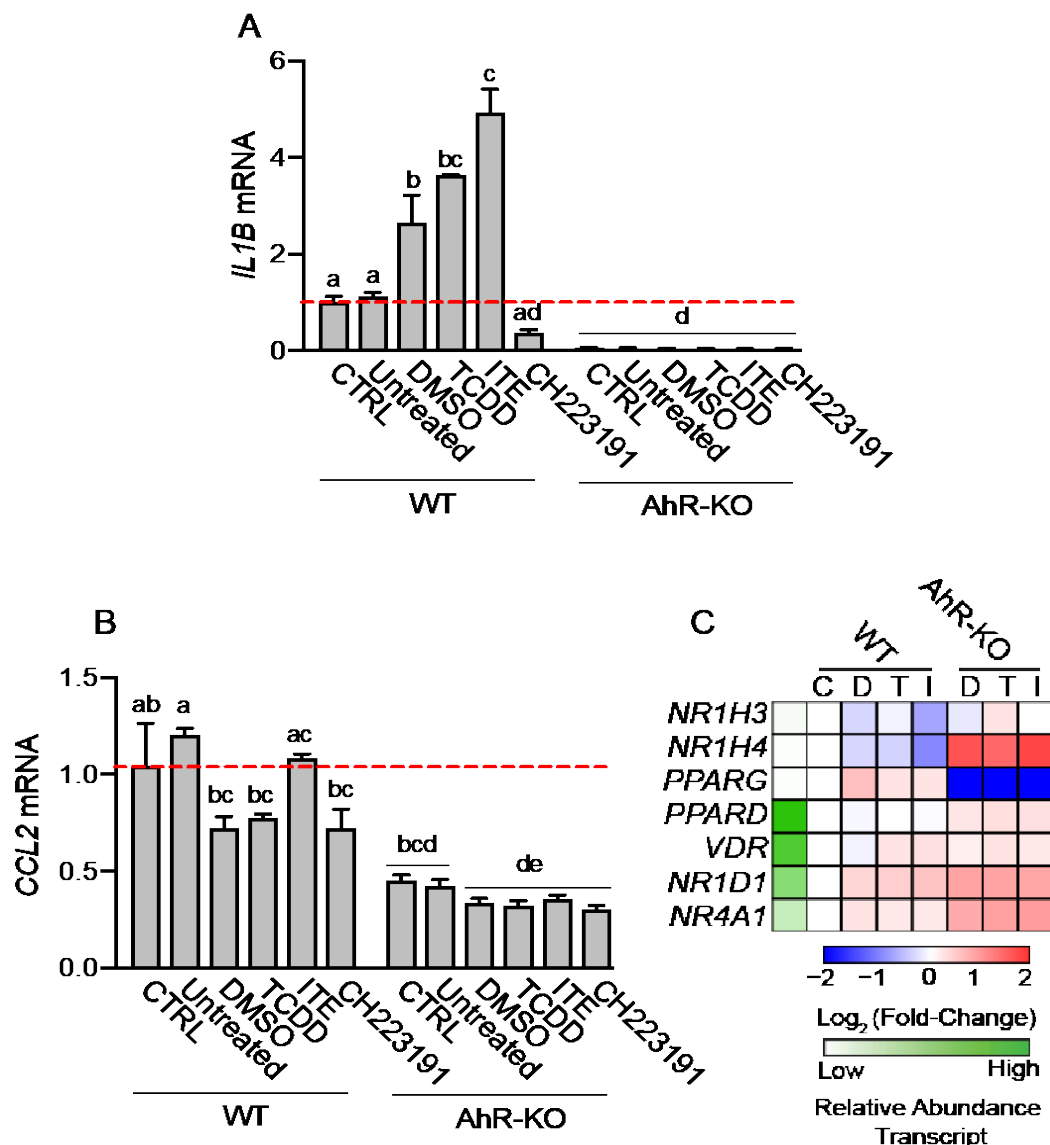 A
IL1B mRNA
6
4
2
0
a
a
b
bc
c
ad
d
CTRL
Untreated
DMSO
TCDD
ITE
CH223191
CTRL
Untreated
DMSO
TCDD
ITE
CH223191
WT
AhR-KO
B
CCL2 mRNA
1.5
1.0
0.5
0.0
ab
a
bc
bc
ac
bc
bcd
de
CTRL
Untreated
DMSO
TCDD
ITE
CH223191
CTRL
Untreated
DMSO
TCDD
ITE
CH223191
WT
AhR-KO
C
WT
AhR-KO
C D T I D T I
NR1H3
NR1H4
PPARG
PPARD
VDR
NR1D1
NR4A1
-2 -1 0 1 2
Log2 (Fold-Change)
Low High
Relative Abundance
Transcript